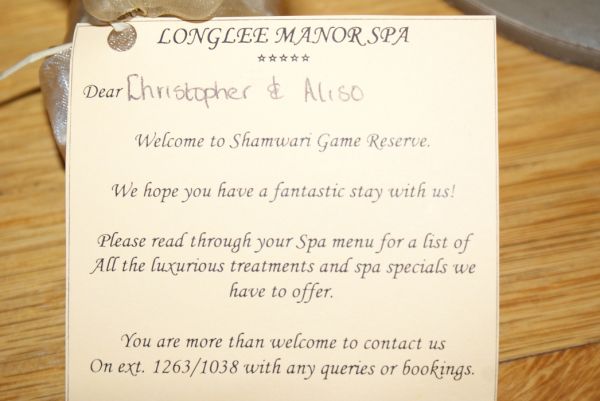 LONGLEE MANOR SPA
☆☆☆☆☆
Dear Christopher & Aliso
Welcome to Shamwari Game Reserve.
We hope you have a fantastic stay with us!
Please read through your Spa menu for a list of
All the luxurious treatments and spa specials we
have to offer.
You are more than welcome to contact us
On ext. 1263/1038 with any queries or bookings.